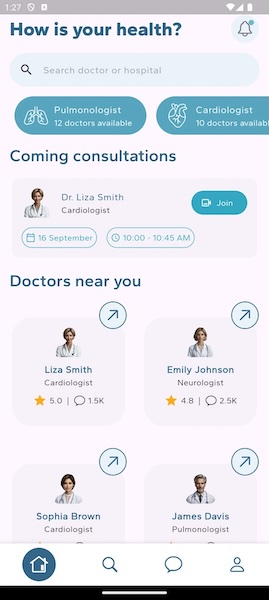 1:27
How is your health?
Search doctor or hospital
Pulmonologist
12 doctors available
Cardiologist
10 doctors availabl
Coming consultations
Dr. Liza Smith
Cardiologist
Join
16 September
10:00 - 10:45 AM
Doctors near you
Liza Smith
Cardiologist
5.0 | 1.5K
Emily Johnson
Neurologist
4.8 | 2.5K
Sophia Brown
Cardiologist
James Davis
Pulmonologist